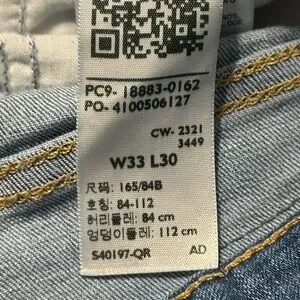 PC9- 18883-0162
PO- 4100506127
CW- 2321
3449
W33 L30
尺码: 165/84B
호칭: 84-112
허리둘레: 84 cm
엉덩이둘레: 112 cm
S40197-QR AD